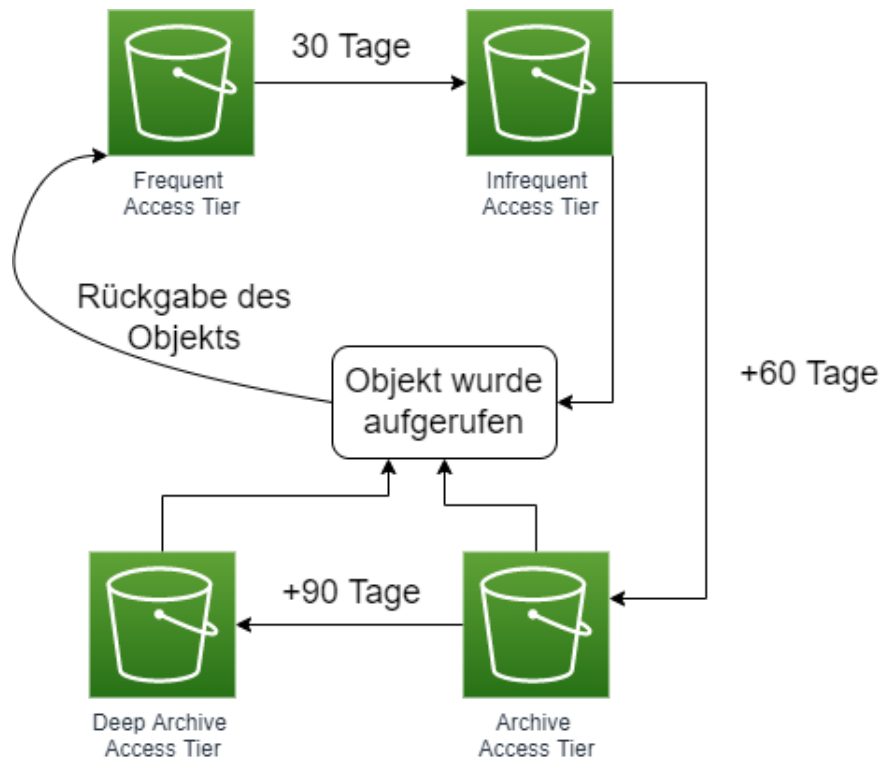 30 Tage
Frequent
Access Tier
Infrequent
Access Tier
Rückgabe des
Objekts
Objekt wurde
aufgerufen
+60 Tage
+90 Tage
Deep Archive
Access Tier
Archive
Access Tier